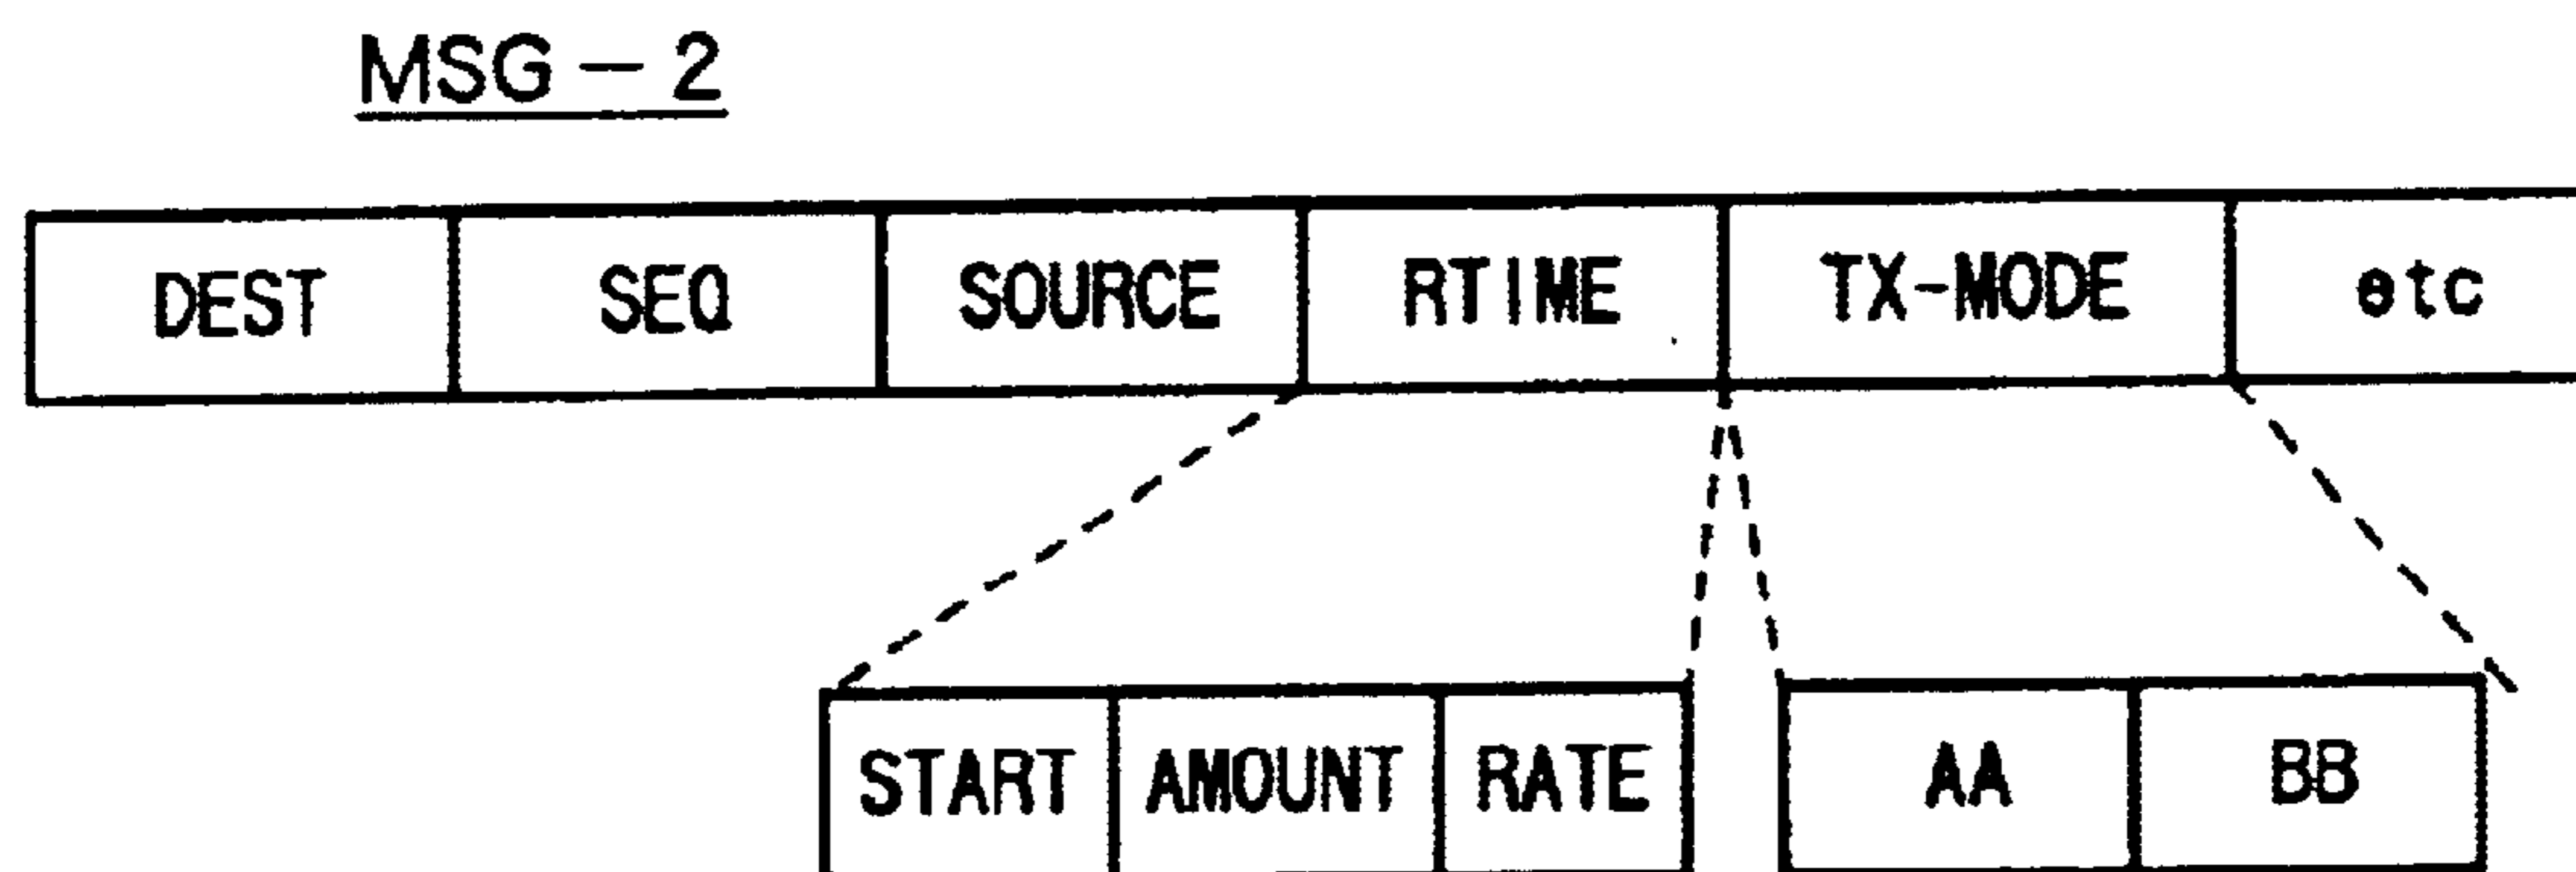 MSG-2
DEST SEQ SOURCE RTIME TX-MODE etc
START AMOUNT RATE AA BB